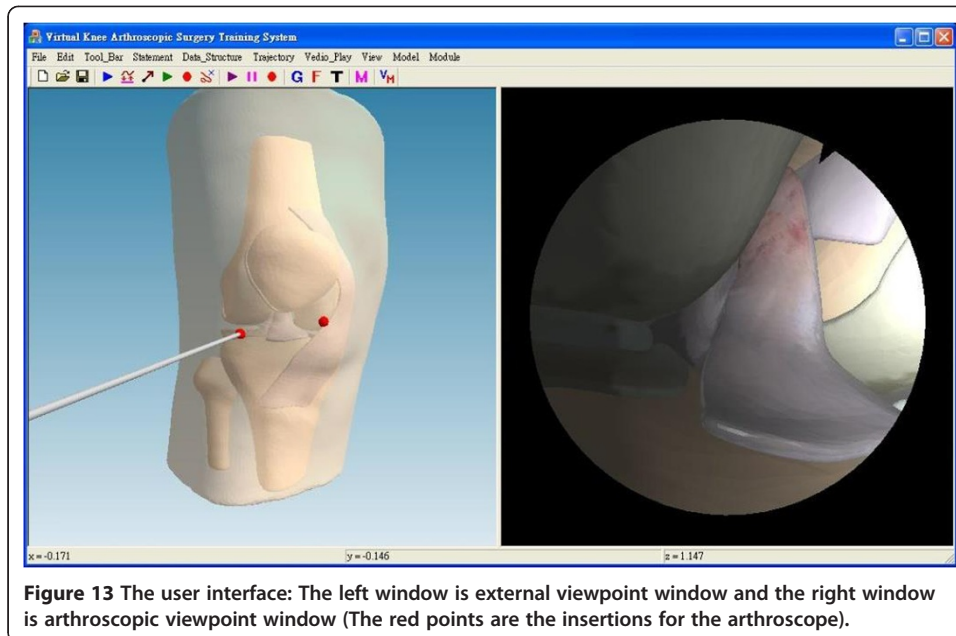 Virtual Knee Arthroscopic Surgery Training System
File Edit Tool_Bar Statement Data_Structure Trajectory Vedio_Play View Model Module
G F T M VM
x = -0.171 y = -0.146 z = 1.147
Figure 13 The user interface: The left window is external viewpoint window and the right window
is arthroscopic viewpoint window (The red points are the insertions for the arthroscope).